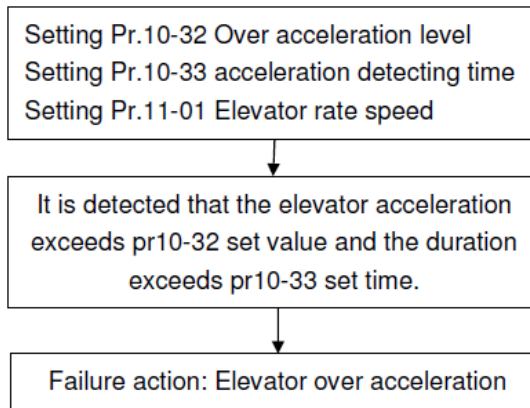 Setting Pr.10-32 Over acceleration level
Setting Pr.10-33 acceleration detecting time
Setting Pr.11-01 Elevator rate speed
It is detected that the elevator acceleration
exceeds pr10-32 set value and the duration
exceeds pr10-33 set time.
Failure action: Elevator over acceleration